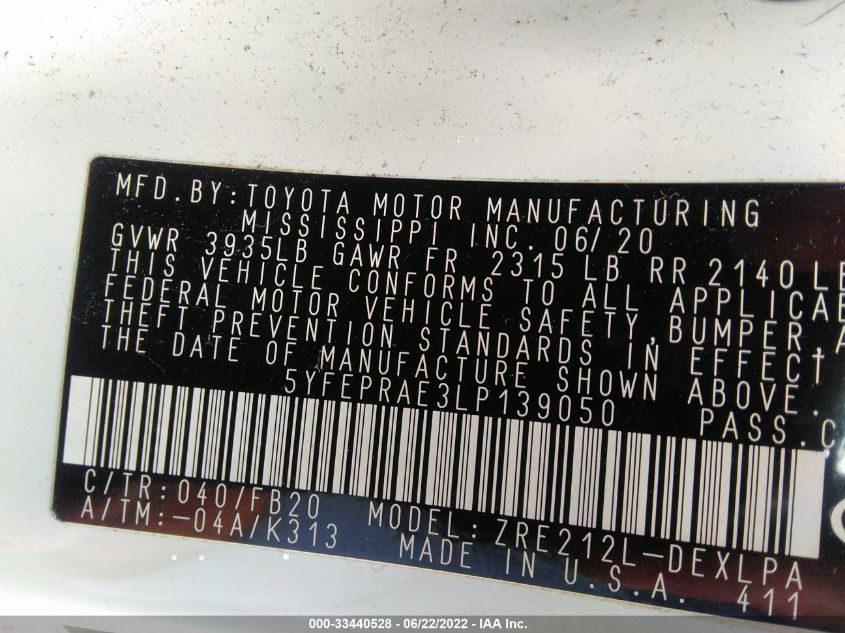 MFD.BY:TOYOTA MOTOR MANUFACTURING
MISSISSIPPI INC. 06/20
GVWR 3935LB GAWR FR 2315 LB RR 2140 LB
THIS VEHICLE CONFORMS TO ALL APPLICAB
FEDERAL MOTOR VEHICLE SAFETY, BUMPER, A
THEFT PREVENTION STANDARDS IN EFFECT
THE DATE OF MANUFACTURE SHOWN ABOVE.
5YFEPRAE3LP139050 PASS.C
C/TR:040/FB20 MODEL:ZRE212L-DEXLPA
A/TM:-04A/K313 MADE IN U.S.A. 411
000-33440528 - 06/22/2022 - IAA Inc.